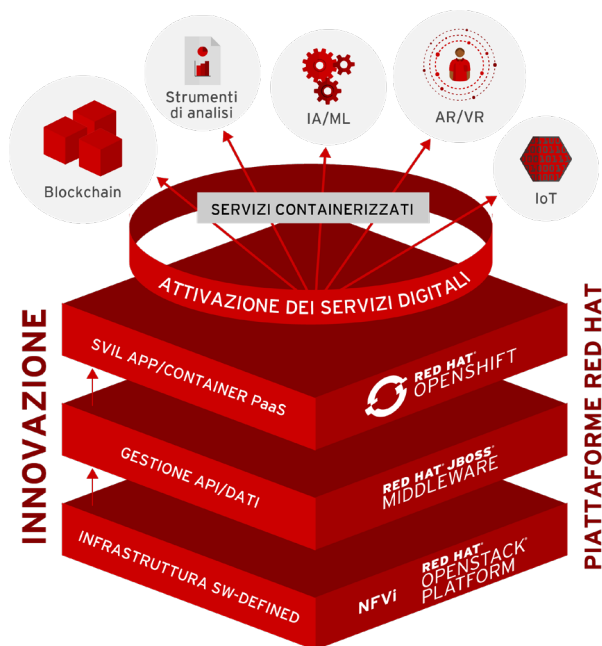 Blockchain
Strumenti
di analisi
IA/ML
AR/VR
IoT
SERVIZI CONTAINERIZZATI
ATTIVAZIONE DEI SERVIZI DIGITALI
INNOVAZIONE
PIATTAFORME RED HAT
SVIL APP/CONTAINER PaaS
RED HAT®
OPENSHIFT
GESTIONE API/DATI
RED HAT® JBOSS®
MIDDLEWARE
INFRASTRUTTURA SW-DEFINED
NFVi
RED HAT®
OPENSTACK®
PLATFORM